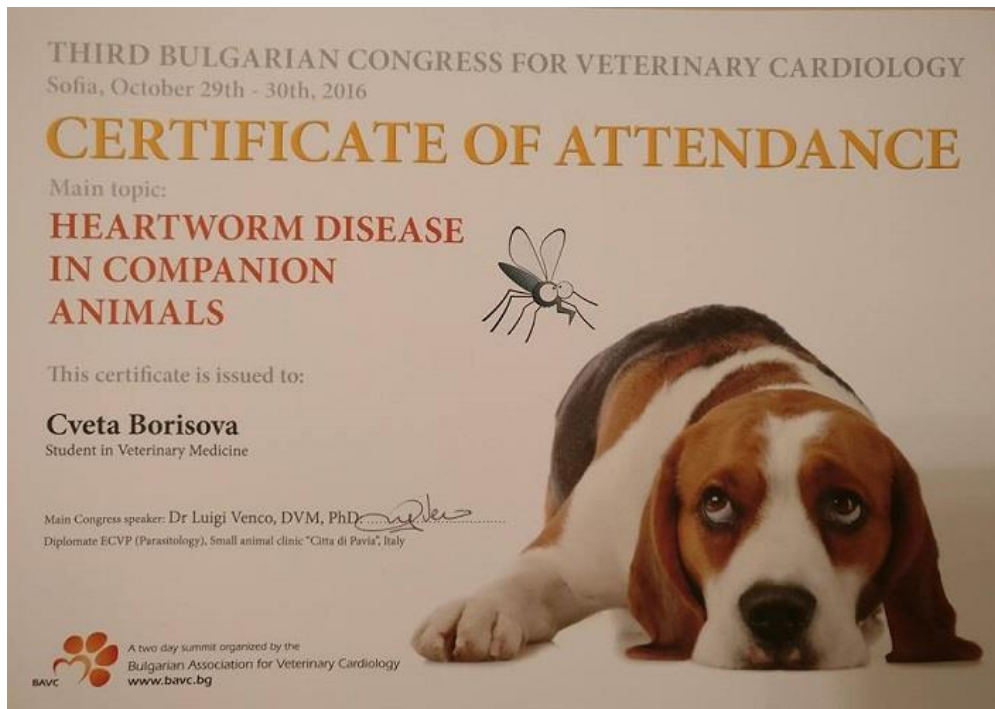 THIRD BULGARIAN CONGRESS FOR VETERINARY CARDIOLOGY
Sofia, October 29th - 30th, 2016
CERTIFICATE OF ATTENDANCE
Main topic:
HEARTWORM DISEASE
IN COMPANION
ANIMALS
This certificate is issued to:
Cveta Borisova
Student in Veterinary Medicine
Main Congress speaker: Dr Luigi Venco, DVM, PhD:
Diplomate ECVP (Parasitology), Small animal clinic "Citta di Pavia", Italy
A two day summit organized by the
Bulgarian Association for Veterinary Cardiology
www.bavc.bg
BAVC